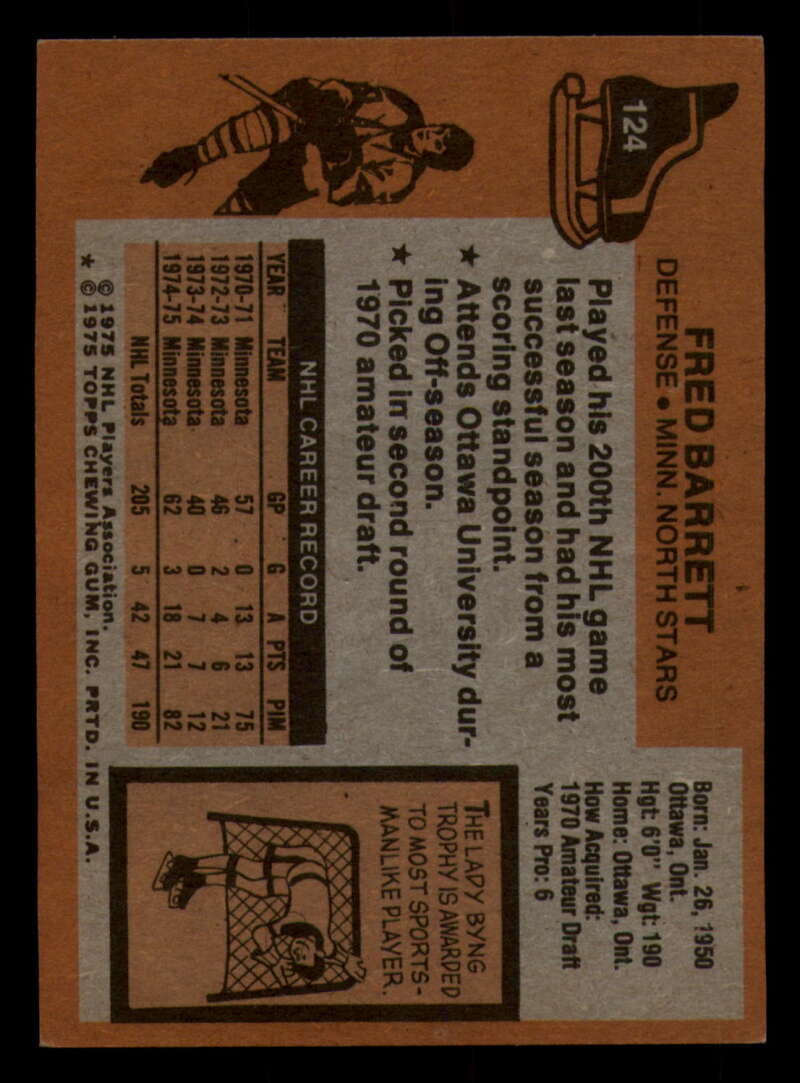 124
FRED BARRETT
DEFENSE • MINN. NORTH STARS
Born: Jan. 26, 1950
Ottawa, Ont.
Hgt: 6'0" Wgt: 190
Home: Ottawa, Ont.
How Acquired:
1970 Amateur Draft
Years Pro: 6
Played his 200th NHL game
last season and had his most
successful season from a
scoring standpoint.
★ Attends Ottawa University dur-
ing Off-season.
★ Picked in second round of
1970 amateur draft.
NHL CAREER RECORD
YEAR TEAM GP G A PTS PIM
1970-71 Minnesota 57 0 13 13 75
1972-73 Minnesota 46 2 4 6 21
1973-74 Minnesota 40 0 7 7 12
1974-75 Minnesota 62 3 18 21 82
NHL Totals 205 5 42 47 190
© 1975 NHL Players Association.
★ © 1975 TOPPS CHEWING GUM, INC. PRTD. IN U.S.A.
THE LADY BYNG
TROPHY IS AWARDED
TO MOST SPORTS-
MANLIKE PLAYER.